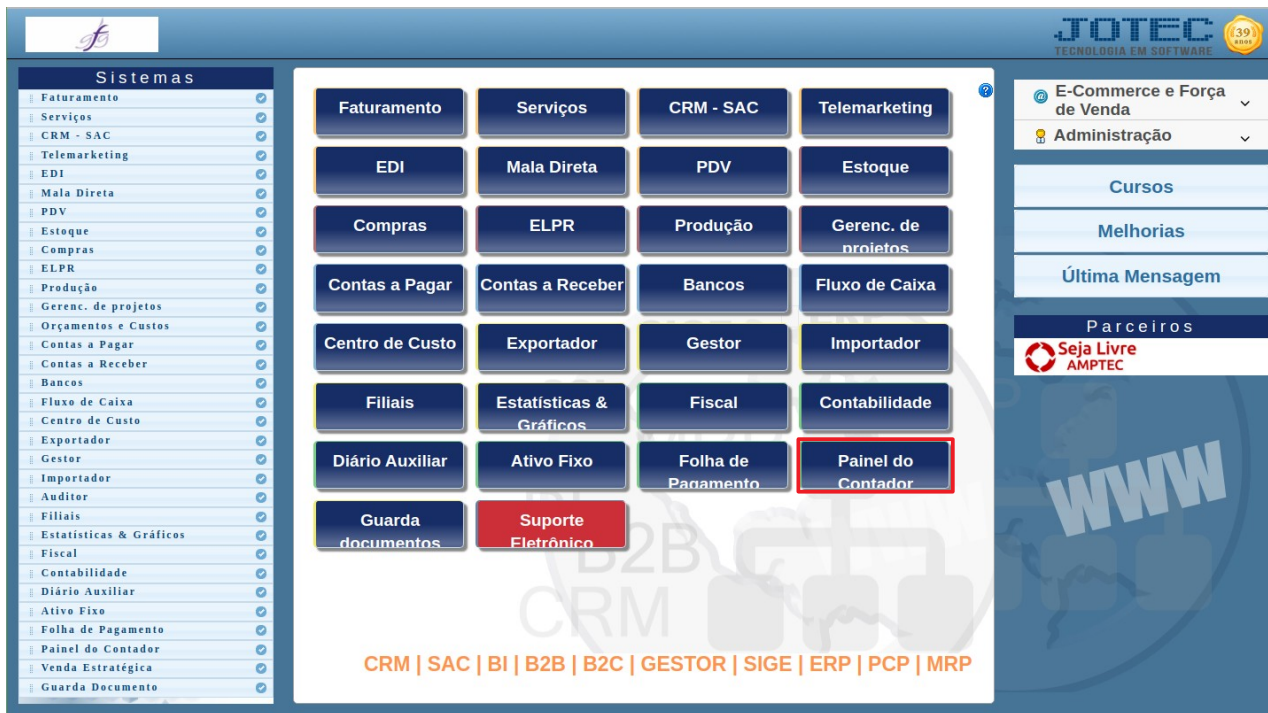 JOTEC
39
anos
TECNOLOGIA EM SOFTWARE
Sistemas
Faturamento
Serviços
CRM - SAC
Telemarketing
EDI
Mala Direta
PDV
Estoque
Compras
ELPR
Produção
Gerenc. de projetos
Orçamentos e Custos
Contas a Pagar
Contas a Receber
Bancos
Fluxo de Caixa
Centro de Custo
Exportador
Gestor
Importador
Auditor
Filiais
Estatísticas & Gráficos
Fiscal
Contabilidade
Diário Auxiliar
Ativo Fixo
Folha de Pagamento
Painel do Contador
Venda Estratégica
Guarda Documento
Faturamento
Serviços
CRM - SAC
Telemarketing
EDI
Mala Direta
PDV
Estoque
Compras
ELPR
Produção
Gerenc. de
projetos
Contas a Pagar
Contas a Receber
Bancos
Fluxo de Caixa
Centro de Custo
Exportador
Gestor
Importador
Filiais
Estatísticas &
Gráficos
Fiscal
Contabilidade
Diário Auxiliar
Ativo Fixo
Folha de
Pagamento
Painel do
Contador
Guarda
documentos
Suporte
Eletrônico
B2B
CRM
CRM | SAC | BI | B2B | B2C | GESTOR | SIGE | ERP | PCP | MRP
E-Commerce e Força
de Venda
Administração
Cursos
Melhorias
Última Mensagem
Parceiros
Seja Livre
AMPTEC
WWW